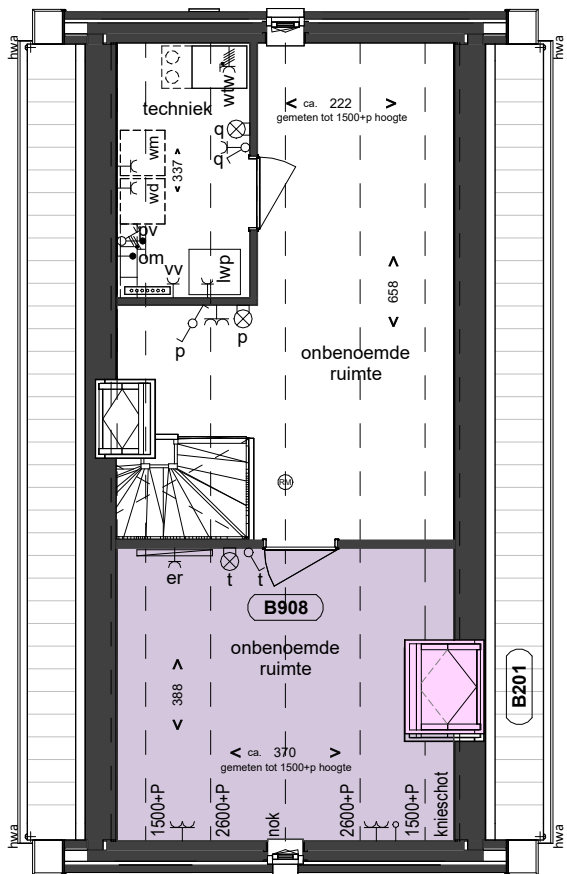 hwa
hwa
techniek
wtw
< ca. 222 >
gemeten tot 1500+p hoogte
q
q
wm
< 337 >
wd
pv
om
vv
lwp
< 658 >
p
p
onbenoemde
ruimte
RM
er
t
t
B908
onbenoemde
ruimte
B201
< 388 >
< ca. 370 >
gemeten tot 1500+p hoogte
1500+P
2600+P
nok
2600+P
1500+P
knieschot
hwa
hwa